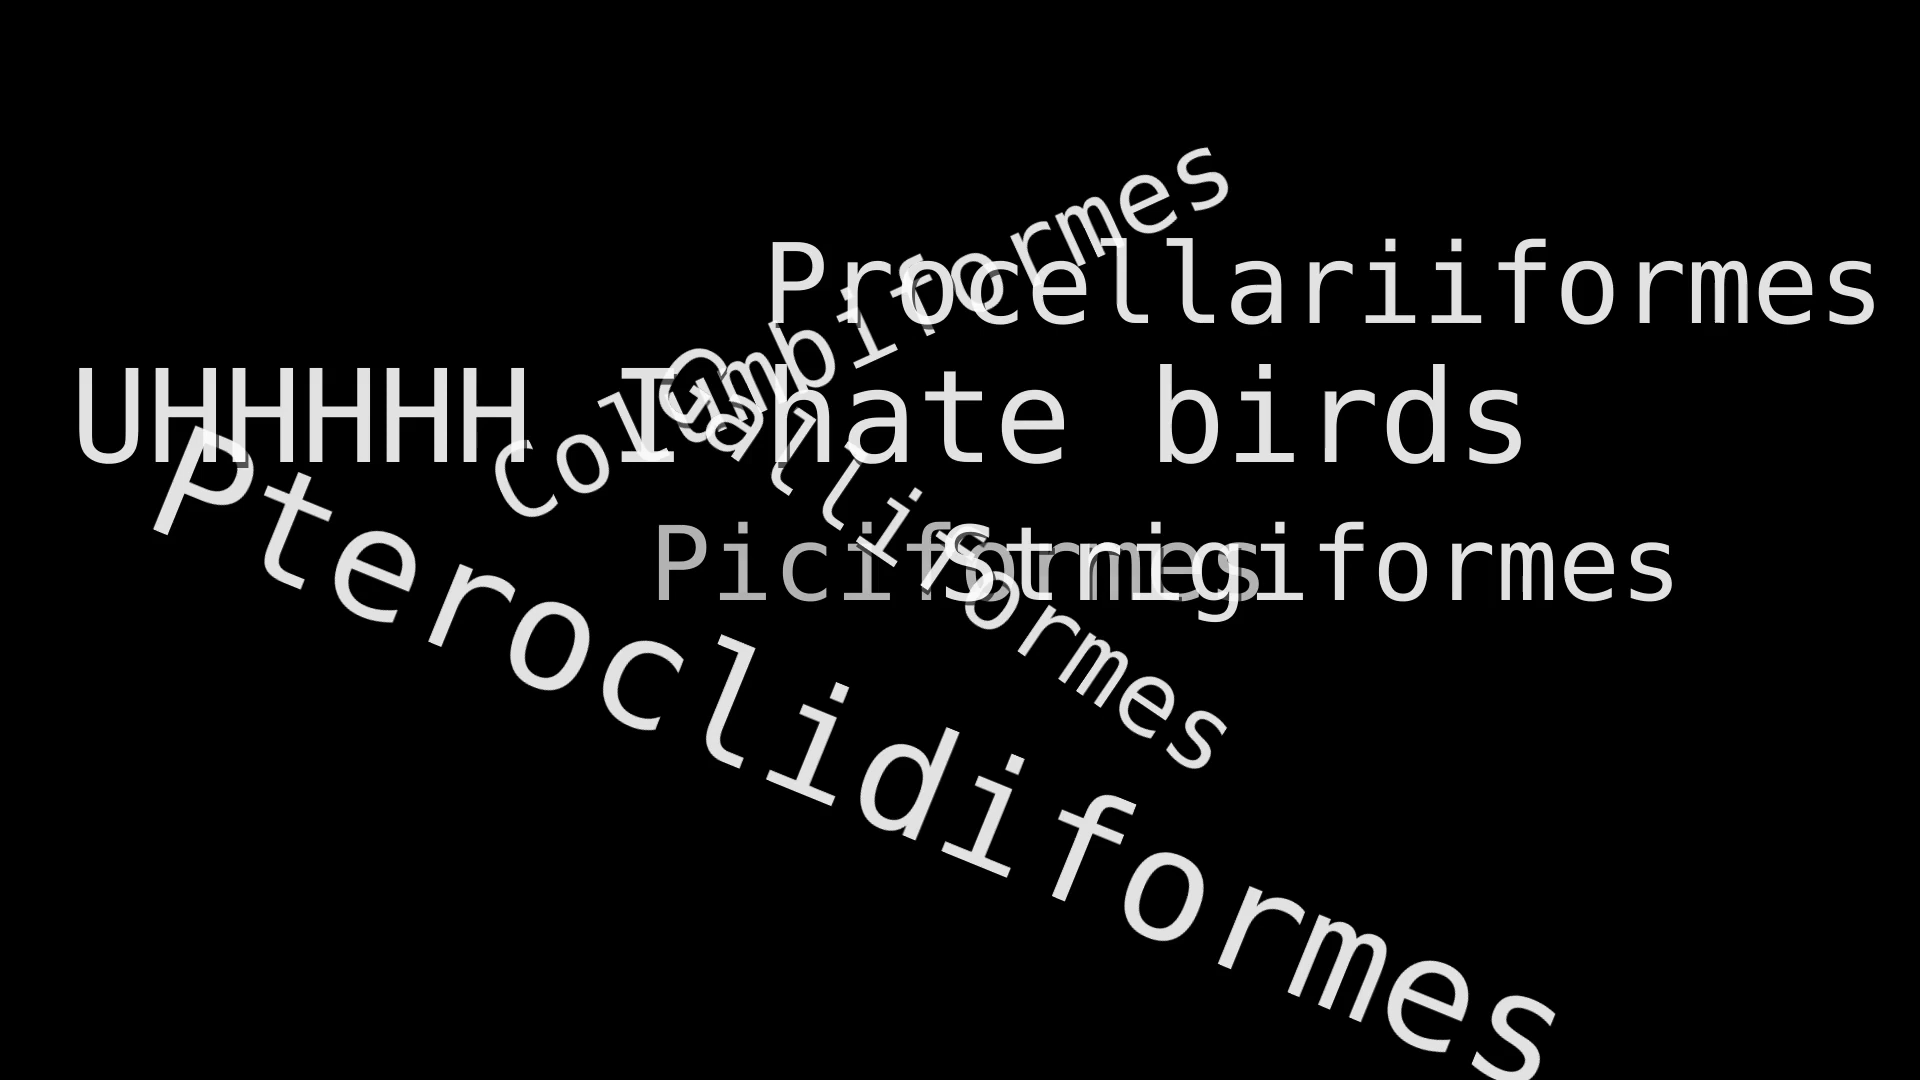 Columbiformes
Procellariiformes
UHHHHH I hate birds
Galliformes
Piciformes
Strigiformes
Pteroclidiformes